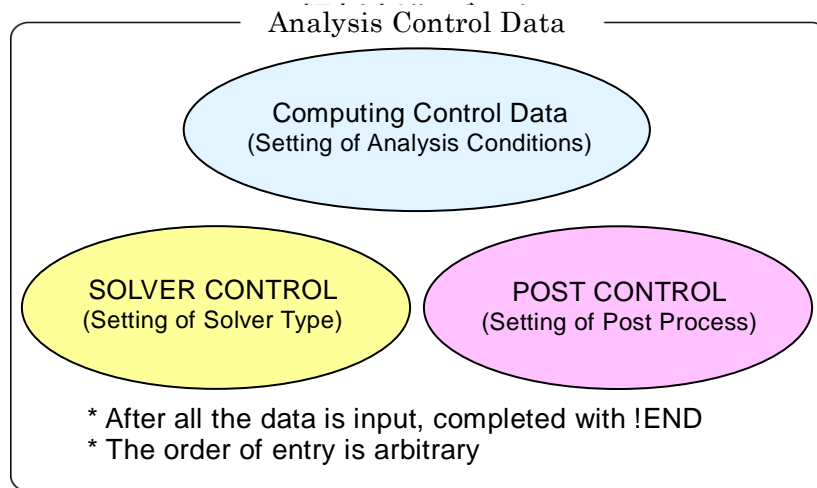 Analysis Control Data
Computing Control Data
(Setting of Analysis Conditions)
SOLVER CONTROL
(Setting of Solver Type)
POST CONTROL
(Setting of Post Process)
* After all the data is input, completed with !END
* The order of entry is arbitrary